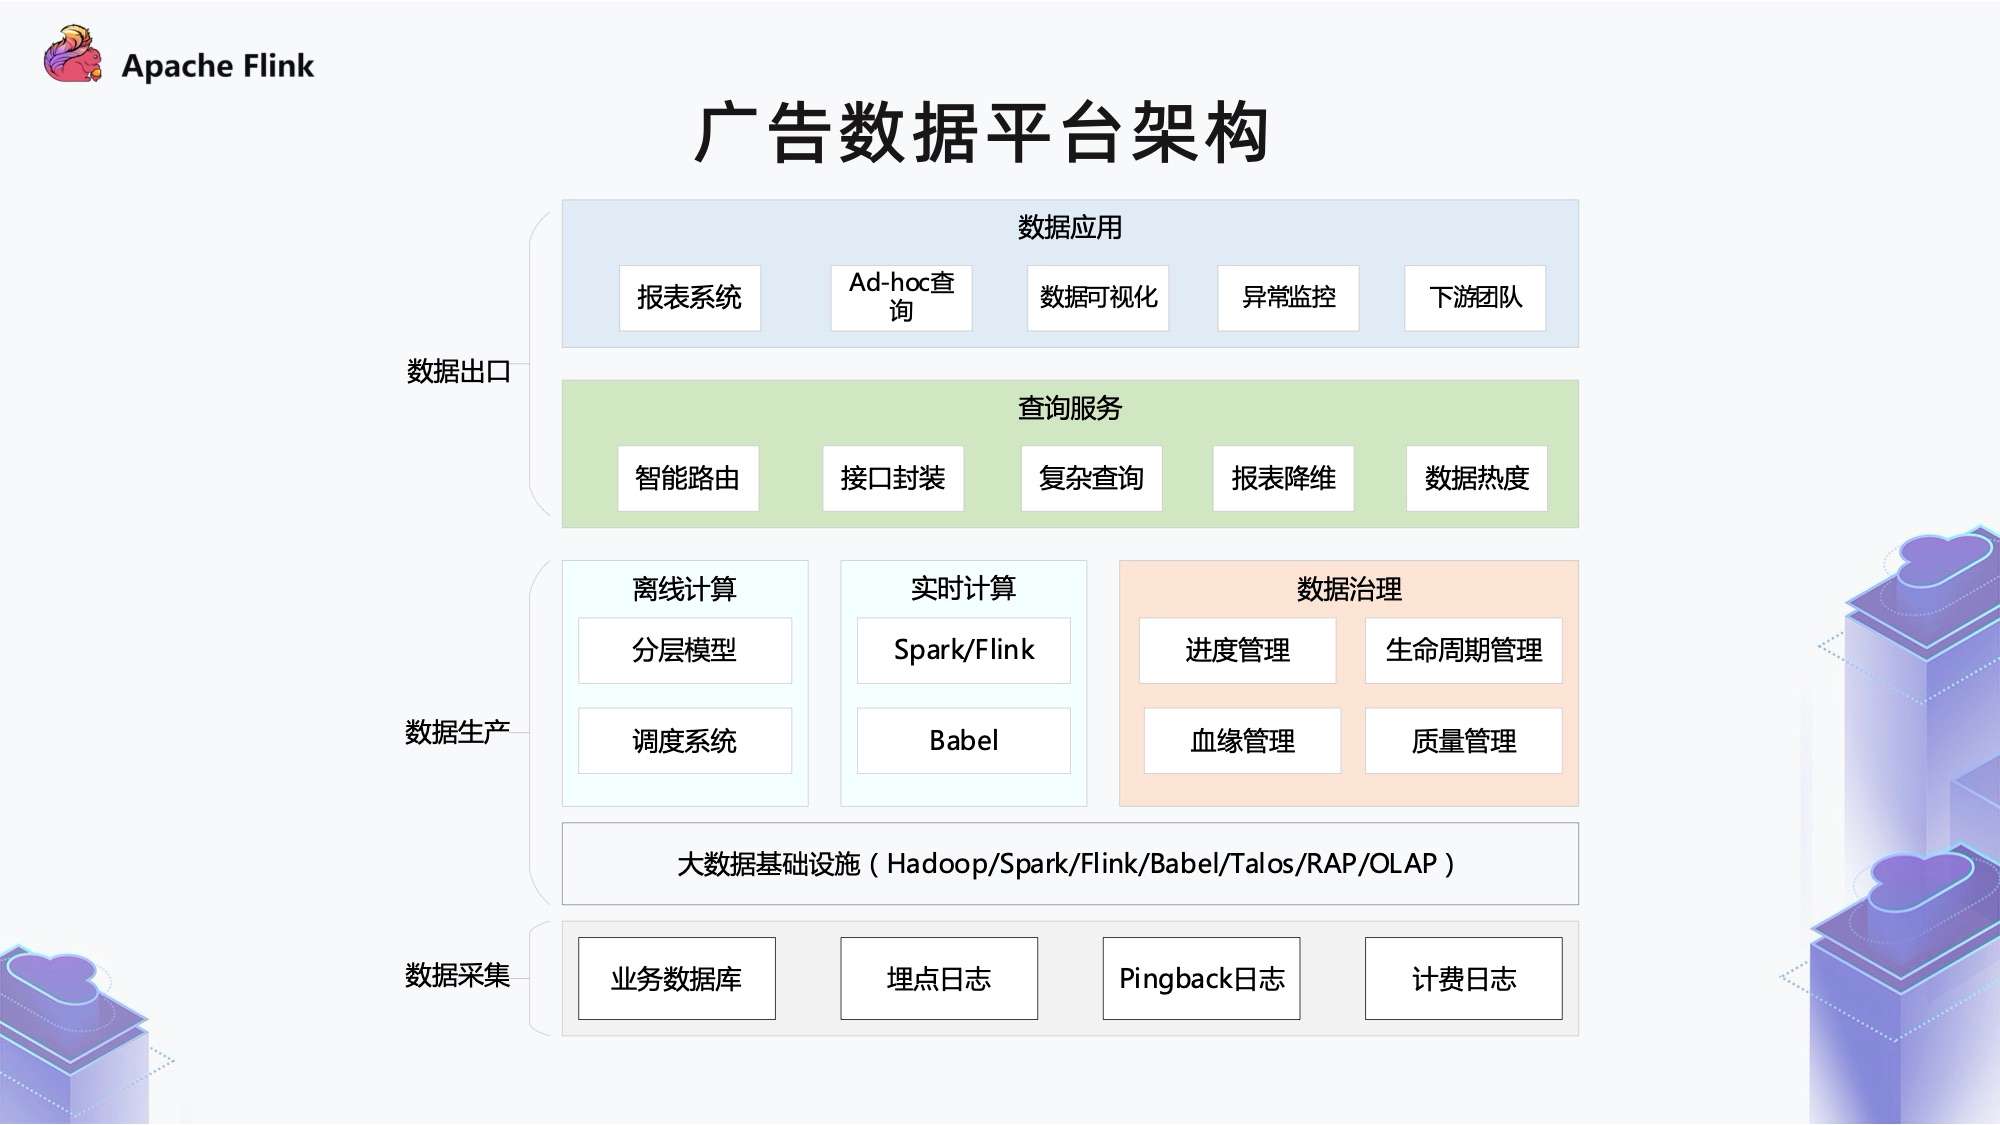 Apache Flink
广告数据平台架构
数据应用
报表系统
Ad-hoc查
询
数据可视化
异常监控
下游团队
数据出口
查询服务
智能路由
接口封装
复杂查询
报表降维
数据热度
离线计算
分层模型
调度系统
实时计算
Spark/Flink
Babel
数据治理
进度管理
生命周期管理
血缘管理
质量管理
数据生产
大数据基础设施（Hadoop/Spark/Flink/Babel/Talos/RAP/OLAP）
数据采集
业务数据库
埋点日志
Pingback日志
计费日志